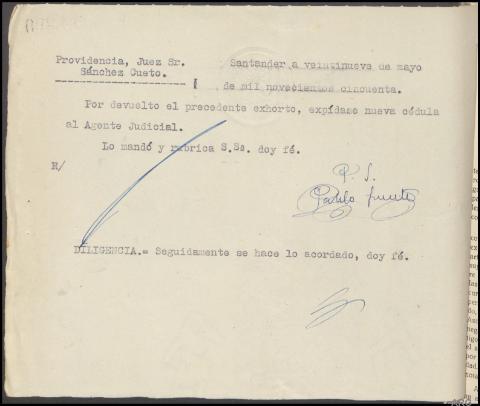 Providencia, Juez Sr. Santander a veintinueve de mayo
Sánchez Cueto.
de mil novecientos cincuenta.
Por devuelto el precedente exhorto, expídase nueva cédula
al Agente Judicial.
Lo mandó y rubrica S.Sª. doy fé.
H/
P. S.
DILIGENCIA.= Seguidamente se hace lo acordado, doy fé.